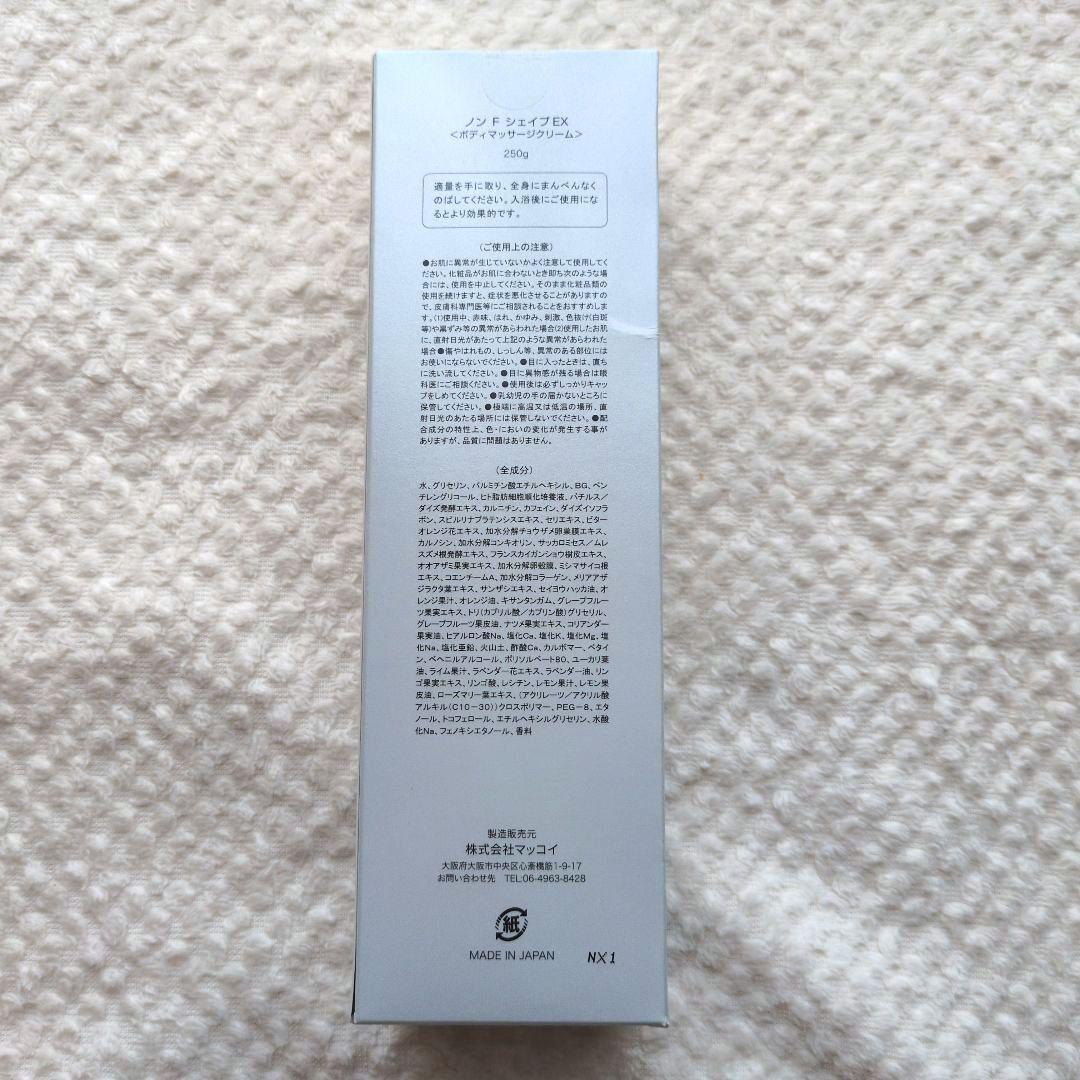 ノン F シェイプEX
＜ボディマッサージクリーム＞
250g
適量を手に取り、全身にまんべんなく
のばしてください。入浴後にご使用にな
るとより効果的です。
（ご使用上の注意）
●お肌に異常が生じていないかよく注意して使用してく
ださい。化粧品がお肌に合わないとき即ち次のような場
合には、使用を中止してください。そのまま化粧品類の
使用を続けますと、症状を悪化させることがありますの
で、皮膚科専門医等にご相談されることをおすすめしま
す。(1)使用中、赤味、はれ、かゆみ、刺激、色抜け(白斑
等)や黒ずみ等の異常があらわれた場合(2)使用したお肌
に、直射日光があたって上記のような異常があらわれた
場合●傷やはれもの、しっしん等、異常のある部位には
お使いにならないでください。●目に入ったときは、直ち
に洗い流してください。●目に異物感が残る場合は眼
科医にご相談ください。●使用後は必ずしっかりキャッ
プをしめてください。●乳幼児の手の届かないところに
保管してください。●極端に高温又は低温の場所、直
射日光のあたる場所には保管しないでください。●配
合成分の特性上、色・においの変化が発生する事が
ありますが、品質に問題はありません。
（全成分）
水、グリセリン、パルミチン酸エチルヘキシル、BG、ペン
チレングリコール、ヒト脂肪細胞順化培養液、バチルス／
ダイズ発酵エキス、カルニチン、カフェイン、ダイズイソフラ
ボン、スピルリナプラテンシスエキス、セリエキス、ビター
オレンジ花エキス、加水分解チョウザメ卵巣膜エキス、
カルノシン、加水分解コンキオリン、サッカロミセス／ムレ
スズメ根発酵エキス、フランスカイガンショウ樹皮エキス、
オオアザミ果実エキス、加水分解卵殻膜、ミシマサイコ根
エキス、コエンチームA、加水分解コラーゲン、メリアアザ
ジラクタ葉エキス、サンザシエキス、セイヨウハッカ油、オ
レンジ果汁、オレンジ油、キサンタンガム、グレープフルー
ツ果実エキス、トリ(カプリル酸／カプリン酸)グリセリル、
グレープフルーツ果皮油、ナツメ果実エキス、コリアンダー
果実油、ヒアルロン酸Na、塩化Ca、塩化K、塩化Mg、塩
化Na、塩化亜鉛、火山土、酢酸Ca、カルボマー、ベタイ
ン、ベヘニルアルコール、ポリソルベート80、ユーカリ葉
油、ライム果汁、ラベンダー花エキス、ラベンダー油、リン
ゴ果実エキス、リンゴ酸、レシチン、レモン果汁、レモン果
皮油、ローズマリー葉エキス、(アクリレーツ／アクリル酸
アルキル(C10－30))クロスポリマー、PEG－8、エタ
ノール、トコフェロール、エチルヘキシルグリセリン、水酸
化Na、フェノキシエタノール、香料
製造販売元
株式会社マッコイ
大阪府大阪市中央区心斎橋筋1-9-17
お問い合わせ先 TEL:06-4963-8428
紙
MADE IN JAPAN
NX1